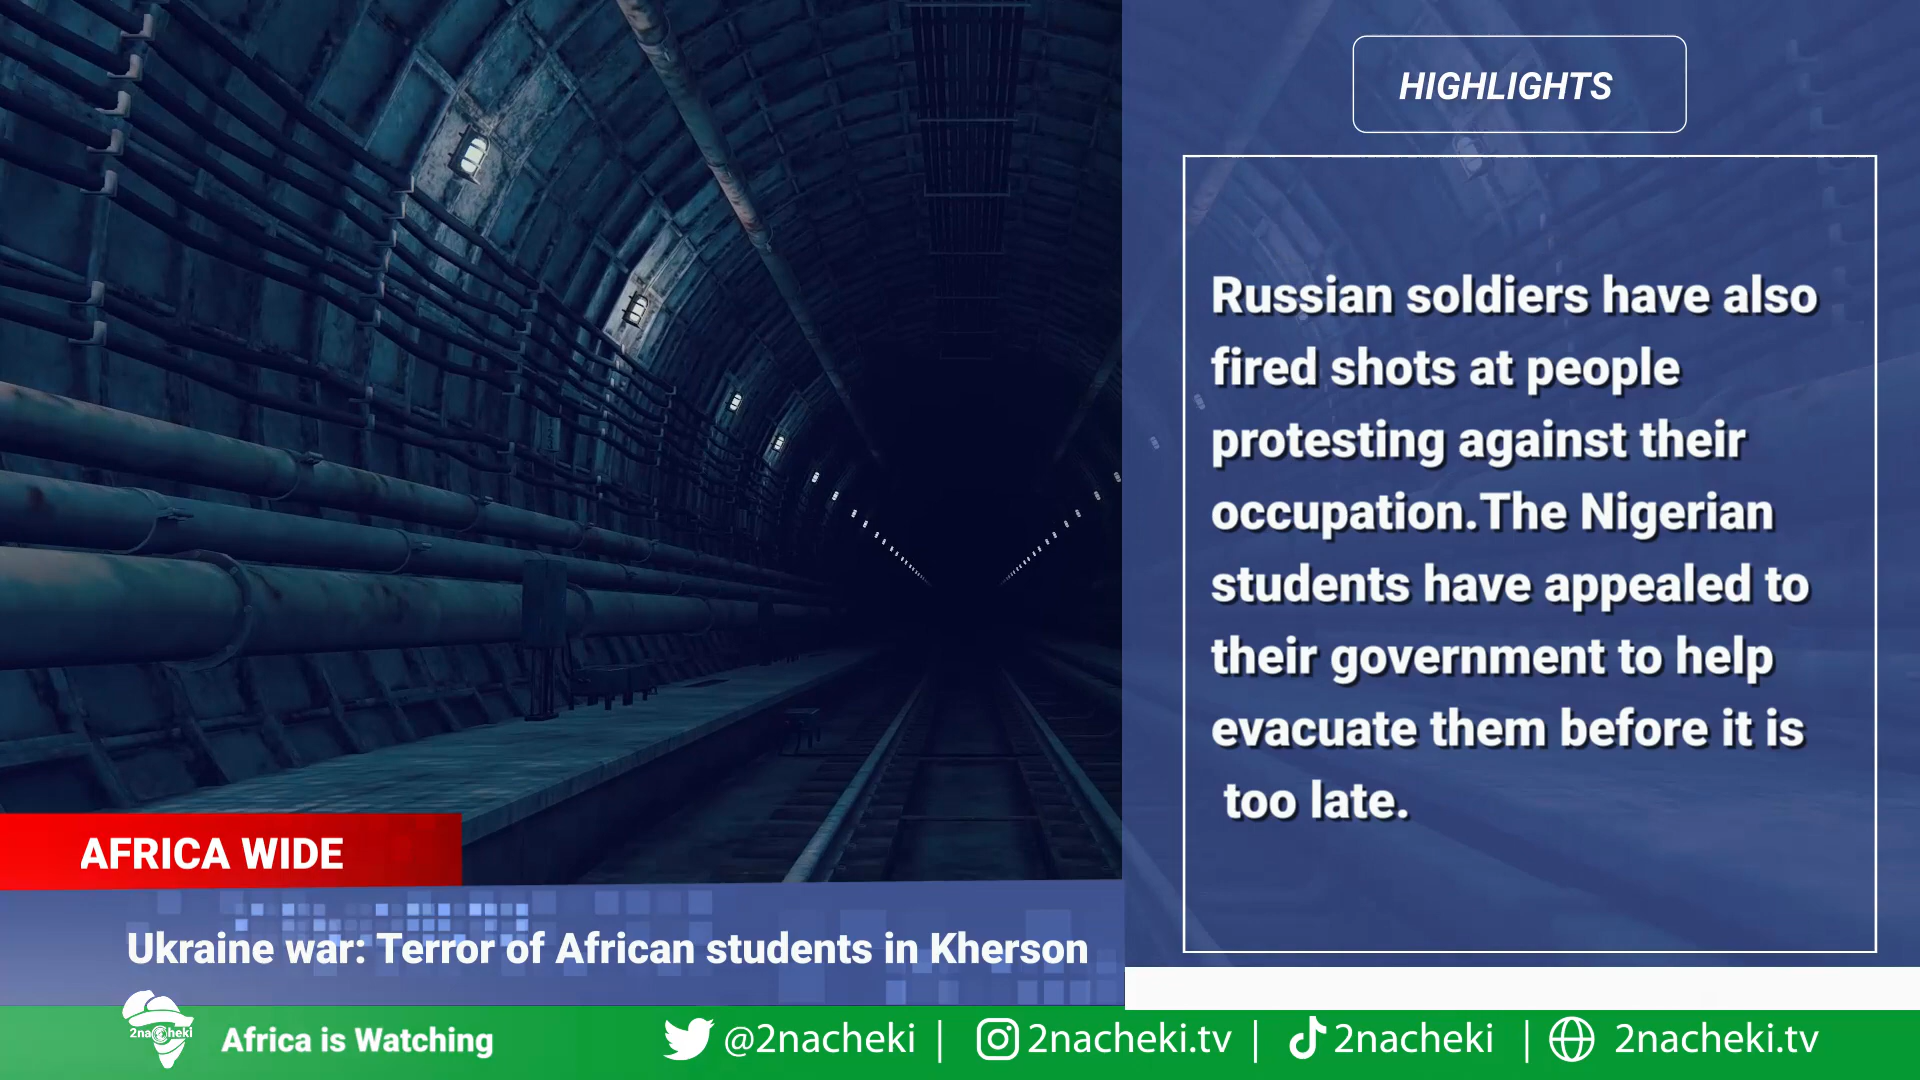 HIGHLIGHTS
Russian soldiers have also
fired shots at people
protesting against their
occupation.The Nigerian
students have appealed to
their government to help
evacuate them before it is
too late.
AFRICA WIDE
Ukraine war: Terror of African students in Kherson
2nacheki
Africa is Watching
@2nacheki | 2nacheki.tv | 2nacheki | 2nacheki.tv